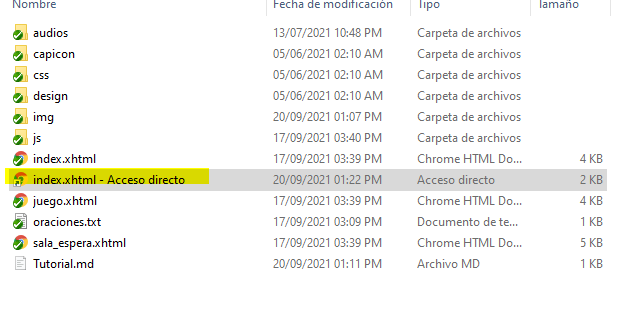 Nombre Fecha de modificación Tipo Tamaño
audios 13/07/2021 10:48 PM Carpeta de archivos
capicon 05/06/2021 02:10 AM Carpeta de archivos
css 05/06/2021 02:10 AM Carpeta de archivos
design 05/06/2021 02:10 AM Carpeta de archivos
img 20/09/2021 01:07 PM Carpeta de archivos
js 17/09/2021 03:40 PM Carpeta de archivos
index.xhtml 17/09/2021 03:39 PM Chrome HTML Do... 4 KB
index.xhtml - Acceso directo 20/09/2021 01:22 PM Acceso directo 2 KB
juego.xhtml 17/09/2021 03:39 PM Chrome HTML Do... 4 KB
oraciones.txt 17/09/2021 03:09 PM Documento de te... 1 KB
sala_espera.xhtml 17/09/2021 03:39 PM Chrome HTML Do... 5 KB
Tutorial.md 20/09/2021 01:11 PM Archivo MD 1 KB